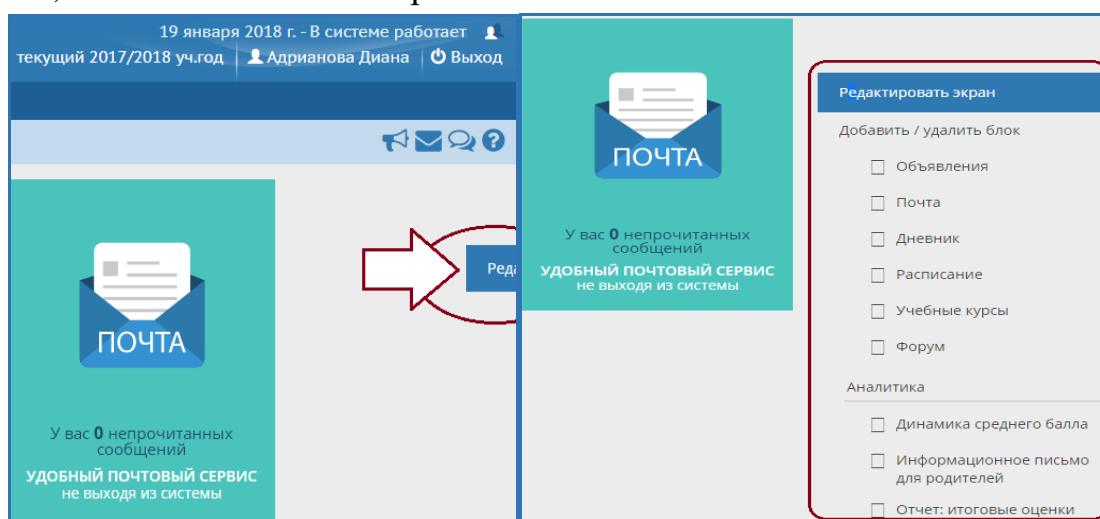 19 января 2018 г. - В системе работает
текущий 2017/2018 уч.год Адрианова Диана Выход
ПОЧТА
У вас 0 непрочитанных
сообщений
УДОБНЫЙ ПОЧТОВЫЙ СЕРВИС
не выходя из системы
Реда
ПОЧТА
У вас 0 непрочитанных
сообщений
УДОБНЫЙ ПОЧТОВЫЙ СЕРВИС
не выходя из системы
Редактировать экран
Добавить / удалить блок
Объявления
Почта
Дневник
Расписание
Учебные курсы
Форум
Аналитика
Динамика среднего балла
Информационное письмо
для родителей
Отчет: итоговые оценки